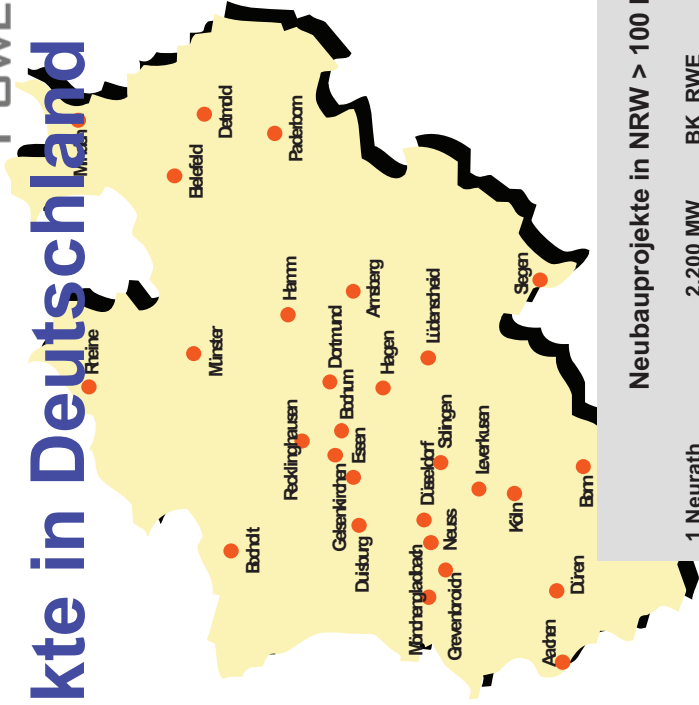 kte in Deutschland
Rheine
Minden
Bocholt
Münster
Bielefeld
Detmold
Recklinghausen
Hamm
Paderborn
Gelsenkirchen
Dortmund
Bochum
Essen
Duisburg
Arnsberg
Hagen
Mönchengladbach
Düsseldorf
Lüdenscheid
Neuss
Solingen
Grevenbroich
Leverkusen
Köln
Siegen
Aachen
Düren
Bonn
Neubauprojekte in NRW > 100
1 Neurath 2.200 MW BK RWE